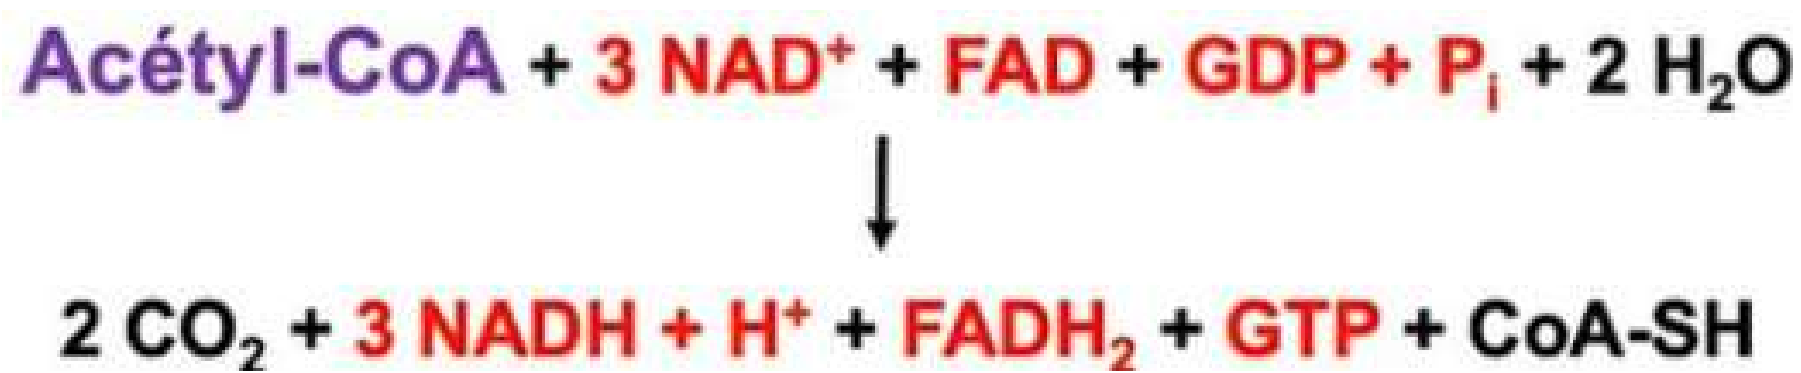 Acétyl-CoA + 3 NAD⁺ + FAD + GDP + Pᵢ + 2 H₂O
2 CO₂ + 3 NADH + H⁺ + FADH₂ + GTP + CoA-SH